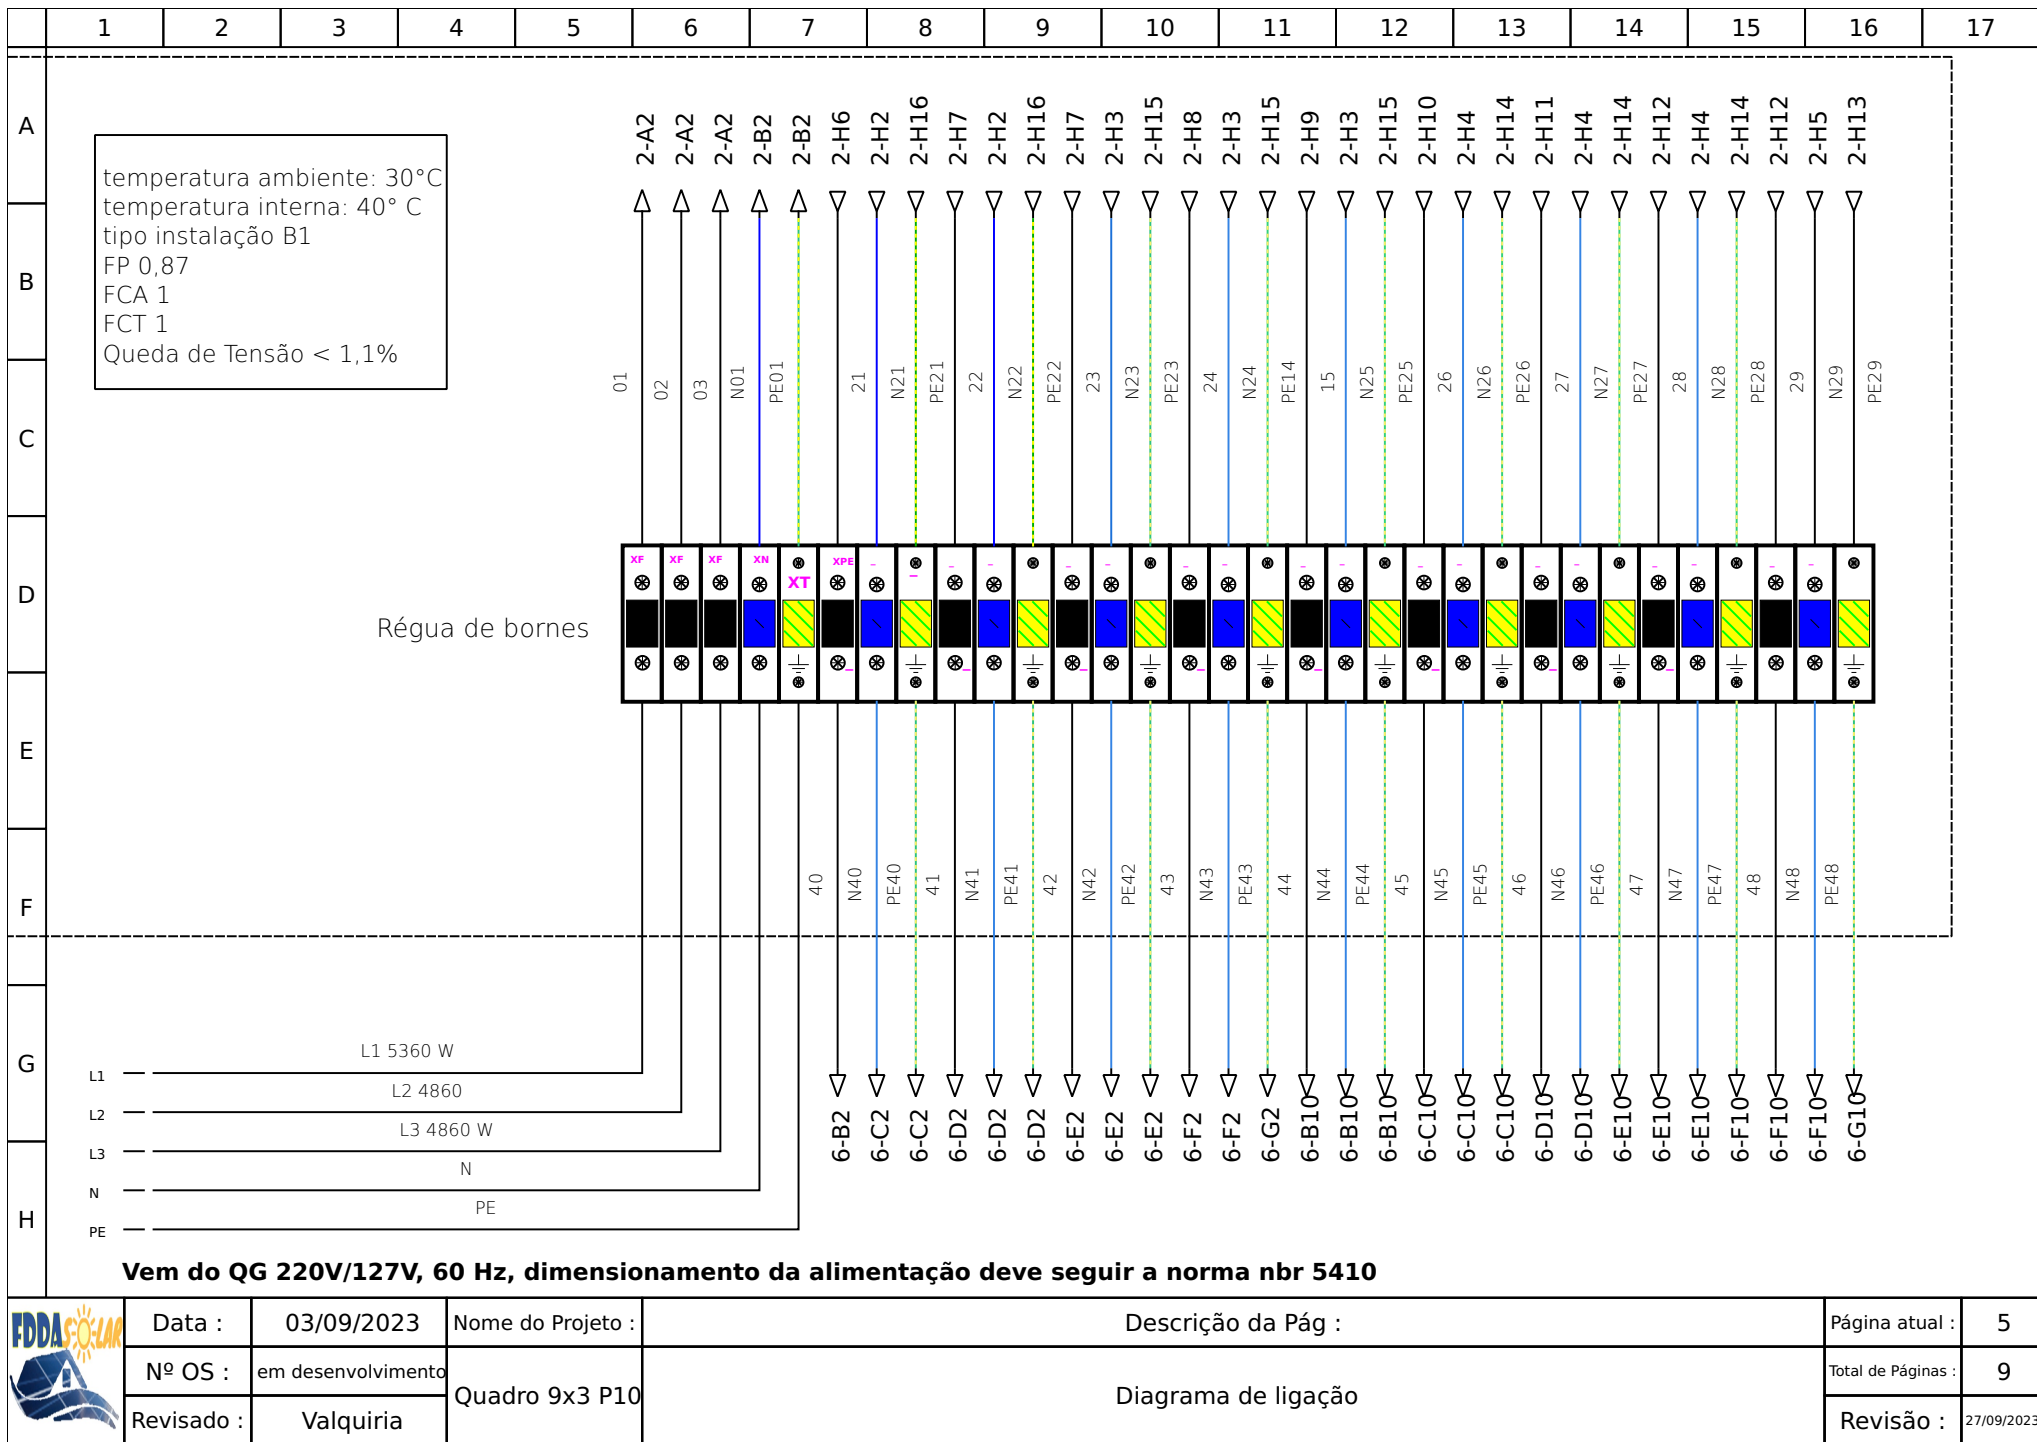 1 2 3 4 5 6 7 8 9 10 11 12 13 14 15 16 17
A
B
C
D
E
F
G
H
temperatura ambiente: 30°C
temperatura interna: 40° C
tipo instalação B1
FP 0,87
FCA 1
FCT 1
Queda de Tensão < 1,1%
2-A2 2-A2 2-A2 2-B2 2-B2 2-H6 2-H2 2-H16 2-H7 2-H2 2-H16 2-H7 2-H3 2-H15 2-H8 2-H3 2-H15 2-H9 2-H3 2-H15 2-H10 2-H4 2-H14 2-H11 2-H4 2-H14 2-H12 2-H4 2-H14 2-H12 2-H5 2-H13
01 02 03 N01 PE01 21 N21 PE21 22 N22 PE22 23 N23 PE23 24 N24 PE14 15 N25 PE25 26 N26 PE26 27 N27 PE27 28 N28 PE28 29 N29 PE29
XF XF XF XN XT XPE
Régua de bornes
40 N40 PE40 41 N41 PE41 42 N42 PE42 43 N43 PE43 44 N44 PE44 45 N45 PE45 46 N46 PE46 47 N47 PE47 48 N48 PE48
6-B2 6-C2 6-C2 6-D2 6-D2 6-D2 6-E2 6-E2 6-E2 6-F2 6-F2 6-G2 6-B10 6-B10 6-B10 6-C10 6-C10 6-C10 6-D10 6-D10 6-E10 6-E10 6-E10 6-F10 6-F10 6-F10 6-G10
L1 L1 5360 W
L2 L2 4860
L3 L3 4860 W
N N
PE PE
Vem do QG 220V/127V, 60 Hz, dimensionamento da alimentação deve seguir a norma nbr 5410
FDDA SOLAR
Data : 03/09/2023
Nº OS : em desenvolvimento
Revisado : Valquiria
Nome do Projeto :
Quadro 9x3 P10
Descrição da Pág :
Diagrama de ligação
Página atual : 5
Total de Páginas : 9
Revisão : 27/09/2023